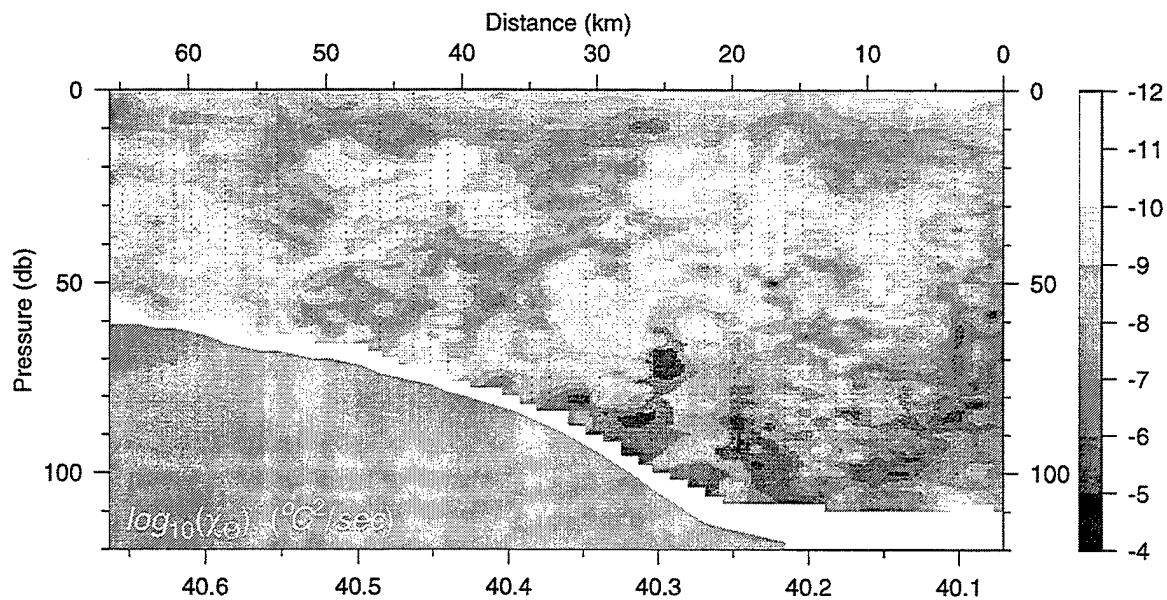 Distance (km)
60 50 40 30 20 10 0
0 0 -12
-11
-10
Pressure (db)
50 50 -9
-8
-7
-6
100 100 -5
log10(χΘ), (°C²/sec)
-4
40.6 40.5 40.4 40.3 40.2 40.1